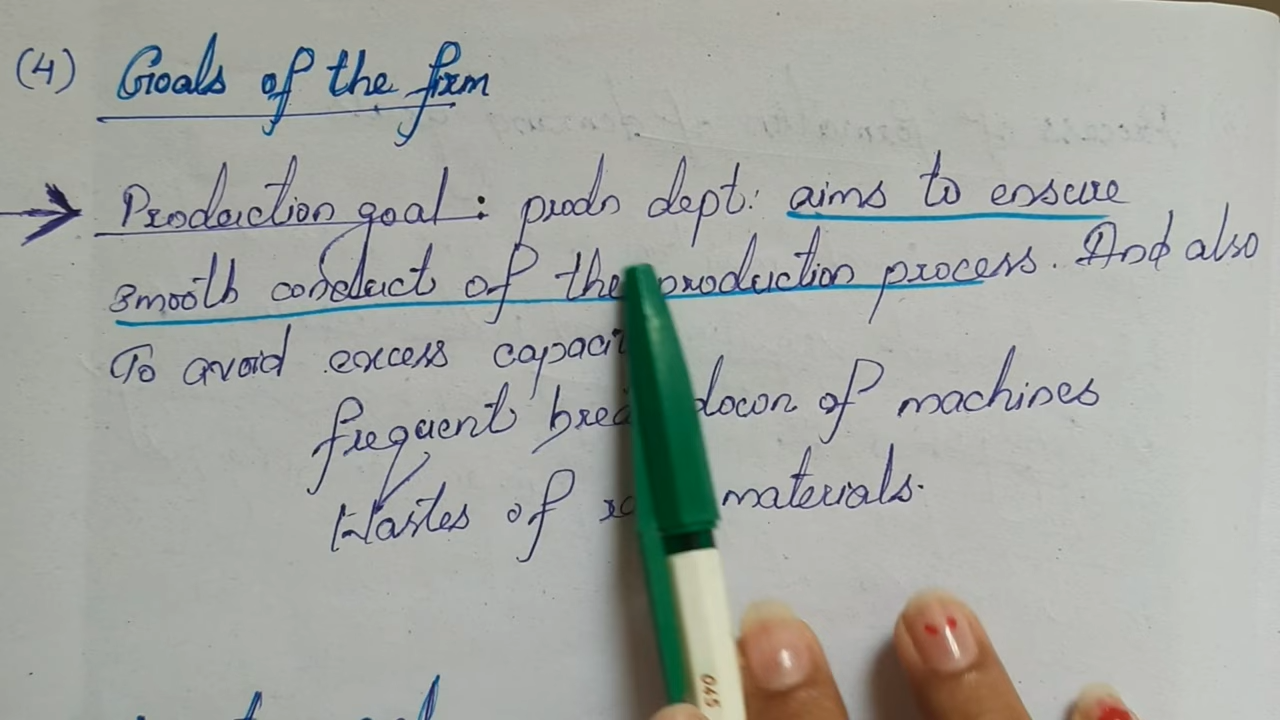 (4) Goals of the firm
Production goal : prodn dept: aims to ensure
smooth conduct of the production process. And also
To avoid excess
frequent of machines
Wastes of materials.
045